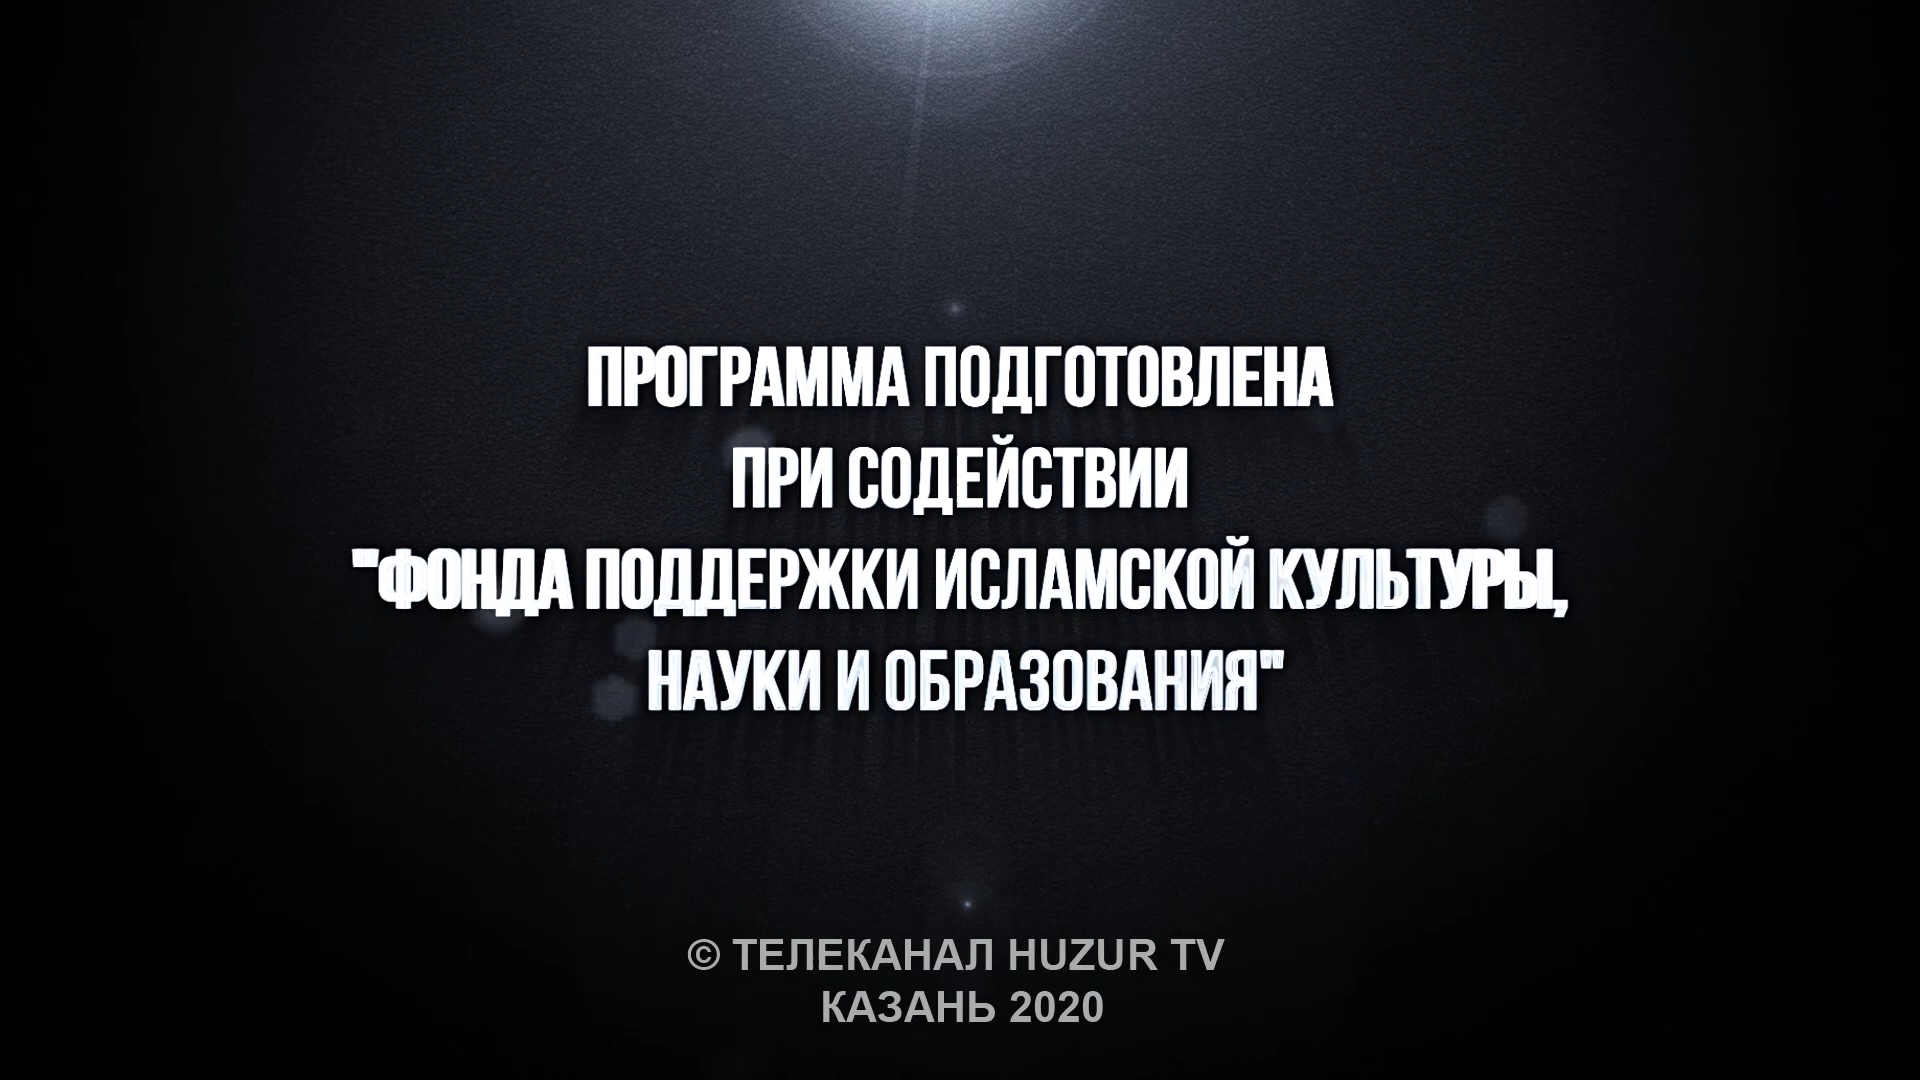 ПРОГРАММА ПОДГОТОВЛЕНА
ПРИ СОДЕЙСТВИИ
"ФОНДА ПОДДЕРЖКИ ИСЛАМСКОЙ КУЛЬТУРЫ,
НАУКИ И ОБРАЗОВАНИЯ"
© ТЕЛЕКАНАЛ HUZUR TV
КАЗАНЬ 2020